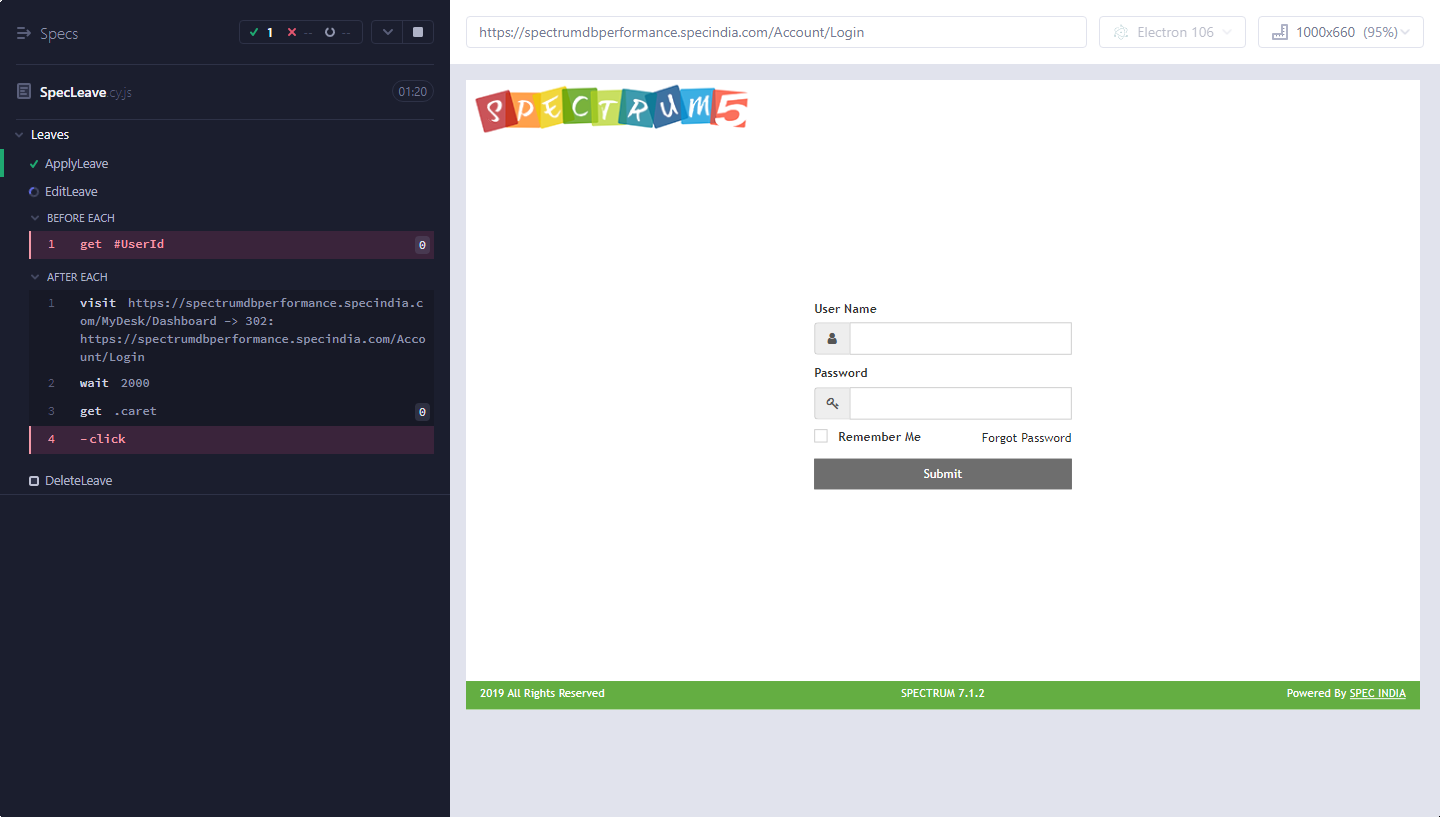 Specs
1 -- --
SpecLeave.cy.js 01:20
Leaves
ApplyLeave
EditLeave
BEFORE EACH
1 get #UserId 0
AFTER EACH
1 visit https://spectrumdbperformance.specindia.c
om/MyDesk/Dashboard -> 302:
https://spectrumdbperformance.specindia.com/Acco
unt/Login
2 wait 2000
3 get .caret 0
4 -click
DeleteLeave
https://spectrumdbperformance.specindia.com/Account/Login
Electron 106
1000x660 (95%)
SPECTRUM5
User Name
Password
Remember Me Forgot Password
Submit
2019 All Rights Reserved SPECTRUM 7.1.2 Powered By SPEC INDIA